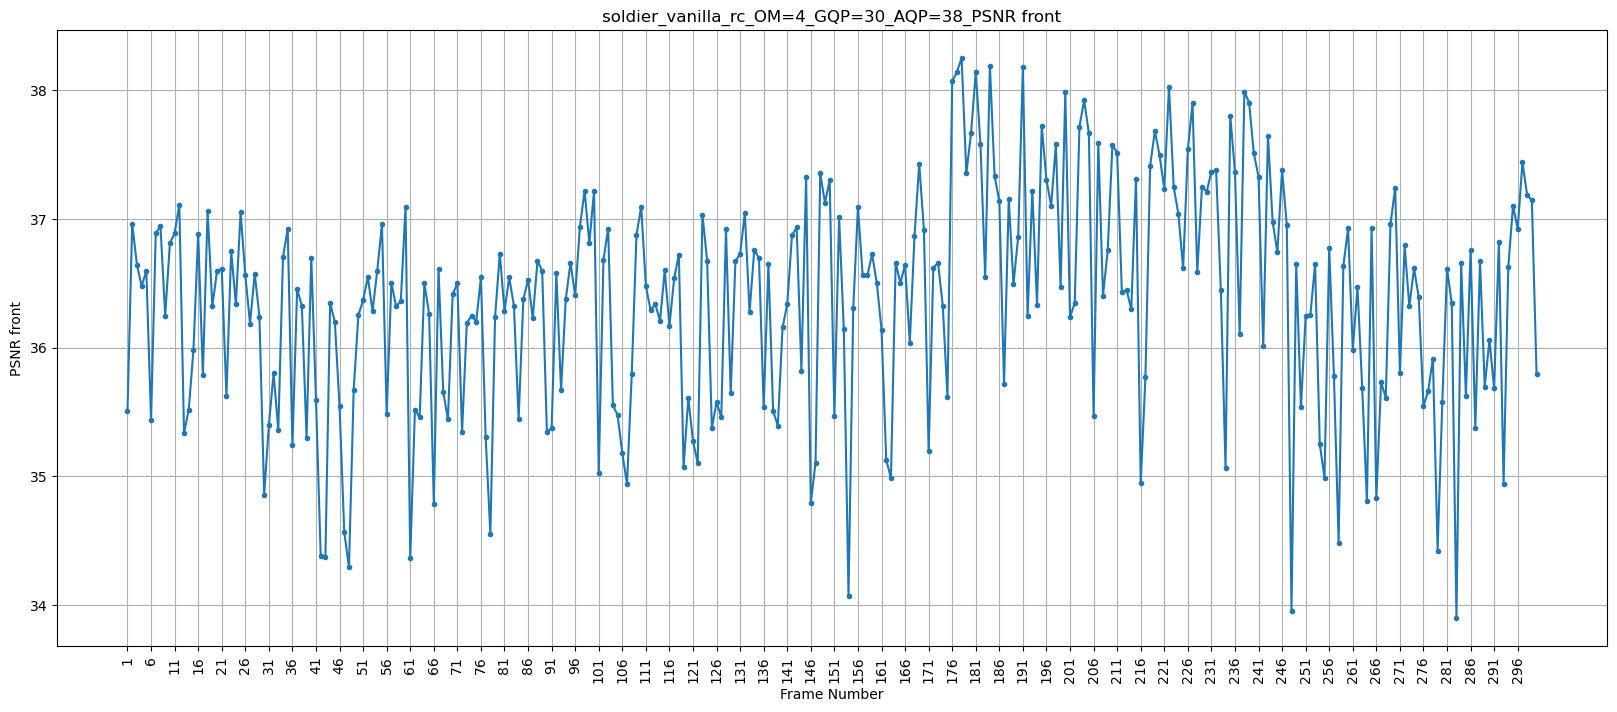 soldier_vanilla_rc_OM=4_GQP=30_AQP=38_PSNR front
PSNR front
38
37
36
35
34
1 6 11 16 21 26 31 36 41 46 51 56 61 66 71 76 81 86 91 96 101 106 111 116 121 126 131 136 141 146 151 156 161 166 171 176 181 186 191 196 201 206 211 216 221 226 231 236 241 246 251 256 261 266 271 276 281 286 291 296
Frame Number